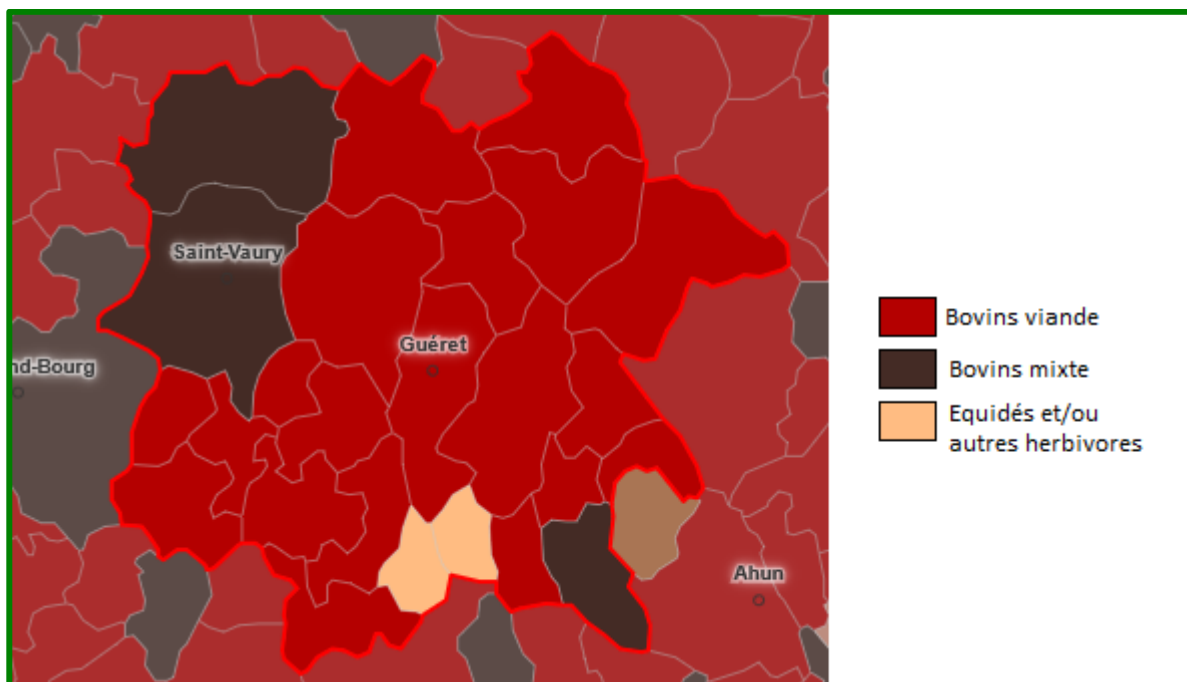 Saint-Vaury
Guéret
nd-Bourg
Ahun
Bovins viande
Bovins mixte
Equidés et/ou
autres herbivores